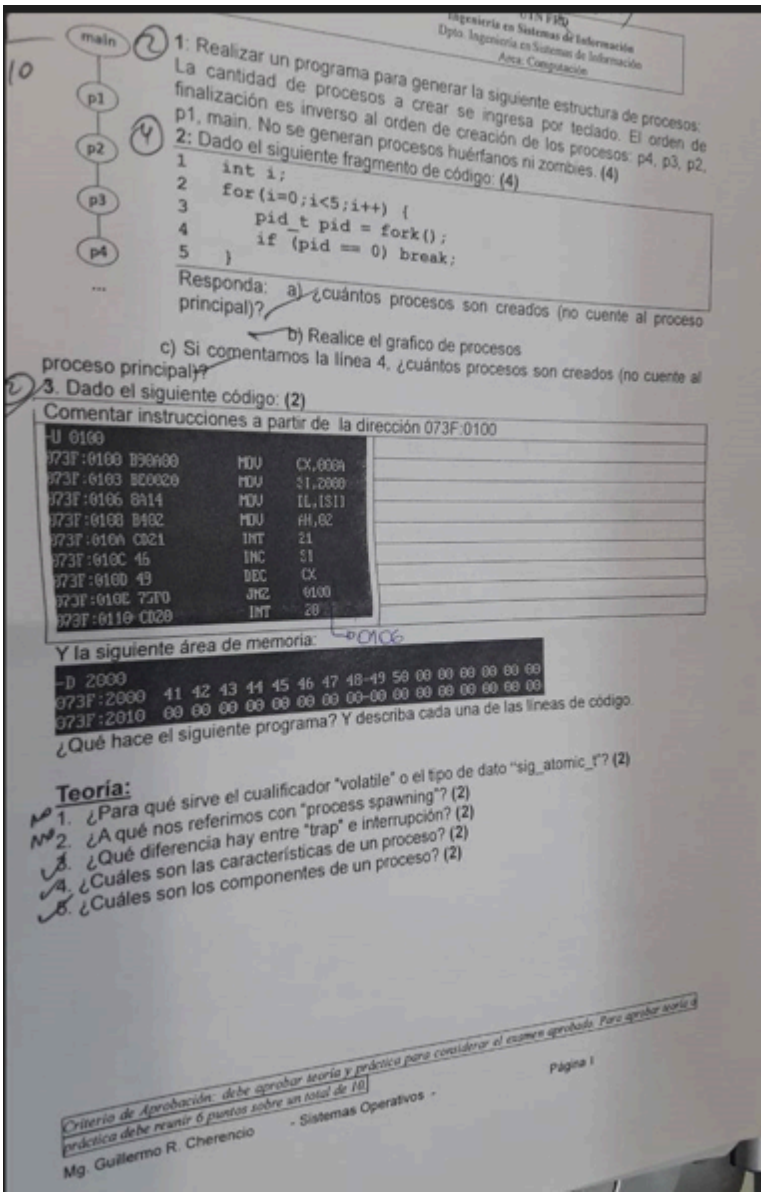 UTN FRD
Ingeniería en Sistemas de Información
Dpto. Ingeniería en Sistemas de Información
Area: Computación
10
main
p1
p2
p3
p4
...
2
1: Realizar un programa para generar la siguiente estructura de procesos:
La cantidad de procesos a crear se ingresa por teclado. El orden de
finalización es inverso al orden de creación de los procesos: p4, p3, p2,
p1, main. No se generan procesos huérfanos ni zombies. (4)
4
2: Dado el siguiente fragmento de código: (4)
1 int i;
2 for(i=0;i<5;i++) {
3 pid_t pid = fork();
4 if (pid == 0) break;
5 }
Responda: a) ¿cuántos procesos son creados (no cuente al proceso
principal)?
b) Realice el grafico de procesos
c) Si comentamos la línea 4, ¿cuántos procesos son creados (no cuente al
proceso principal)?
2
3. Dado el siguiente código: (2)
Comentar instrucciones a partir de la dirección 073F:0100
-U 0100
073F:0100 B90A00 MOV CX,000A
073F:0103 BE0020 MOV SI,2000
073F:0106 8A14 MOV DL,[SI]
073F:0108 B402 MOV AH,02
073F:010A CD21 INT 21
073F:010C 46 INC SI
073F:010D 49 DEC CX
073F:010E 75F0 JNZ 0100
073F:0110 CD20 INT 20
0106
Y la siguiente área de memoria:
-D 2000
073F:2000 41 42 43 44 45 46 47 48-49 50 00 00 00 00 00 00
073F:2010 00 00 00 00 00 00 00 00-00 00 00 00 00 00 00 00
¿Qué hace el siguiente programa? Y describa cada una de las líneas de código.
Teoría:
1. ¿Para qué sirve el cualificador "volatile" o el tipo de dato "sig_atomic_t"? (2)
2. ¿A qué nos referimos con "process spawning"? (2)
3. ¿Qué diferencia hay entre "trap" e interrupción? (2)
4. ¿Cuáles son las características de un proceso? (2)
5. ¿Cuáles son los componentes de un proceso? (2)
Criterio de Aprobación: debe aprobar teoría y práctica para considerar el examen aprobado. Para aprobar teoría o
práctica debe reunir 6 puntos sobre un total de 10.
Mg. Guillermo R. Cherencio - Sistemas Operativos - Página 1